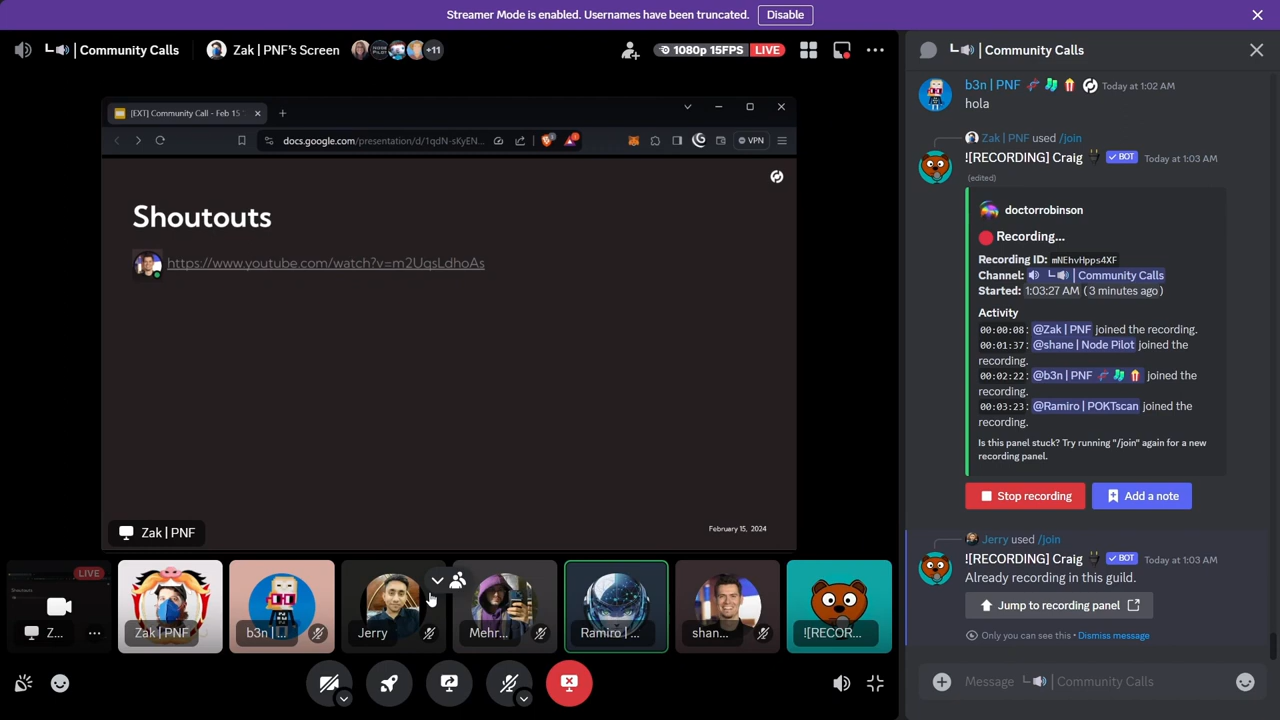 Streamer Mode is enabled. Usernames have been truncated. Disable
Community Calls
Zak | PNF's Screen
+11
1080p 15FPS LIVE
[EXT] Community Call - Feb 15
docs.google.com/presentation/d/1qdN-sKyEN...
VPN
Shoutouts
https://www.youtube.com/watch?v=m2UqsLdhoAs
February 15, 2024
Zak | PNF
LIVE
Shoutouts
Z...
Zak | PNF
b3n | ...
Jerry
Mehr...
Ramiro | ...
shan...
![RECOR...
Community Calls
b3n | PNF Today at 1:02 AM
hola
Zak | PNF used /join
![RECORDING] Craig BOT Today at 1:03 AM
(edited)
doctorrobinson
Recording...
Recording ID: mNEhvHpps4XF
Channel: Community Calls
Started: 1:03:27 AM (3 minutes ago)
Activity
00:00:08: @Zak | PNF joined the recording.
00:01:37: @shane | Node Pilot joined the
recording.
00:02:22: @b3n | PNF joined the
recording.
00:03:23: @Ramiro | POKTscan joined the
recording.
Is this panel stuck? Try running "/join" again for a new
recording panel.
Stop recording
Add a note
Jerry used /join
![RECORDING] Craig BOT Today at 1:03 AM
Already recording in this guild.
Jump to recording panel
Only you can see this • Dismiss message
Message Community Calls